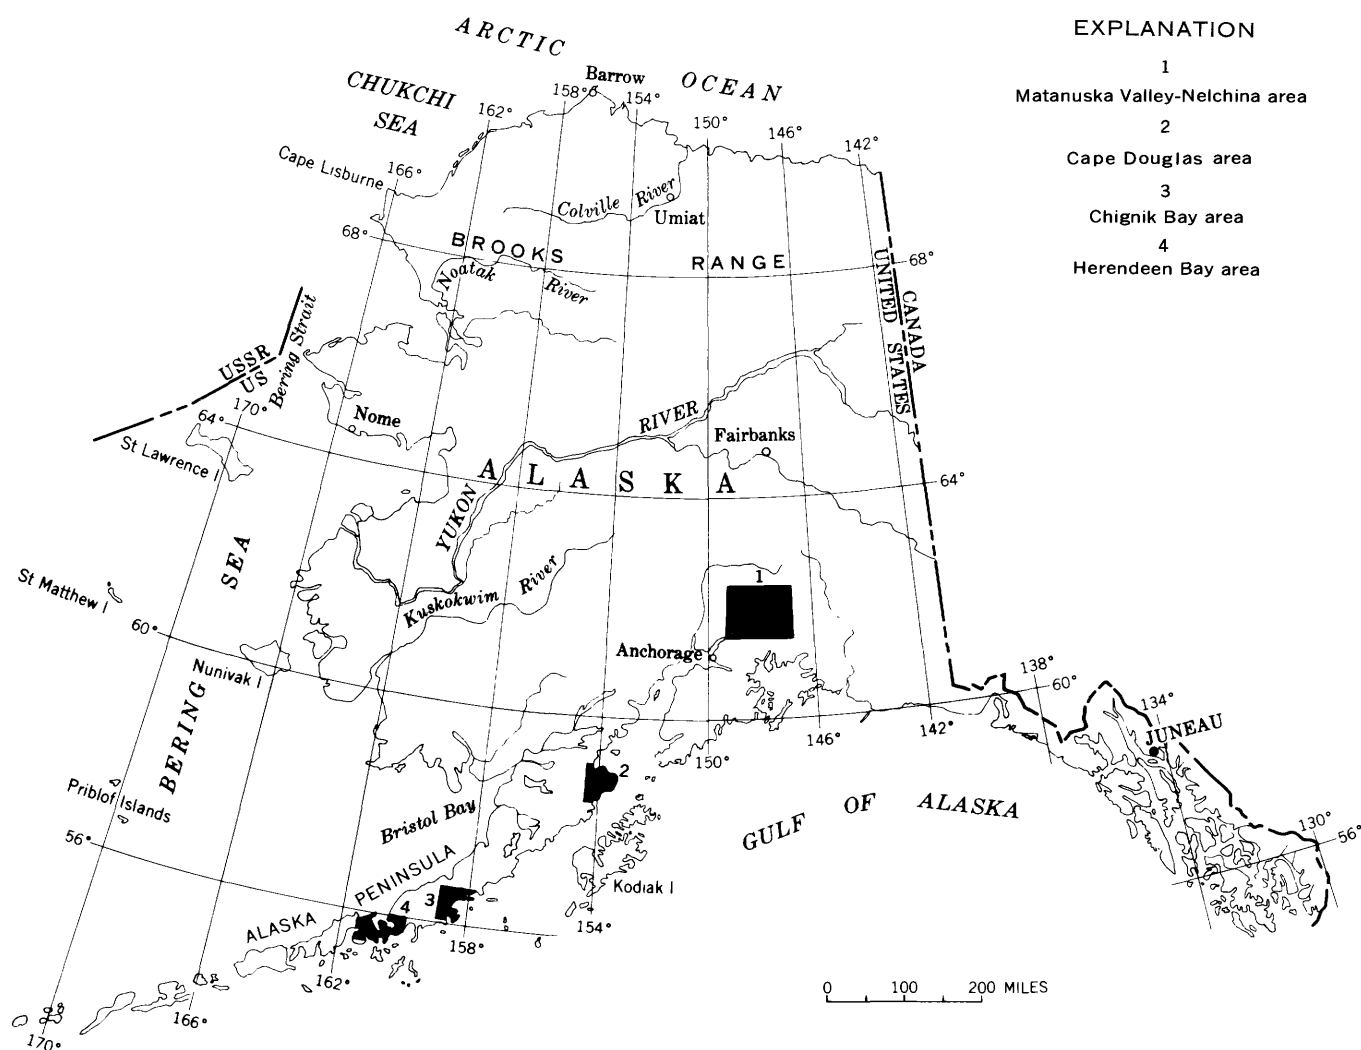 EXPLANATION
1
Matanuska Valley-Nelchina area
2
Cape Douglas area
3
Chignik Bay area
4
Herendeen Bay area
ARCTIC OCEAN
CHUKCHI
SEA
Barrow
162°
158°
154°
150°
146°
142°
Cape Lisburne
166°
Colville River
Umiat
68°
BROOKS RANGE
68°
Noatak River
UNITED STATES
CANADA
Bering Strait
USSR
US
170°
64°
Nome
St Lawrence I
RIVER
Fairbanks
ALASKA
64°
YUKON
SEA
St Matthew I
Kuskokwim River
1
60°
Anchorage
Nunivak I
138°
60°
134°
JUNEAU
BERING
142°
146°
150°
2
Priblof Islands
Bristol Bay
GULF OF ALASKA
130°
56°
56°
PENINSULA
Kodiak I
3
4
ALASKA
154°
158°
162°
166°
170°
0 100 200 MILES